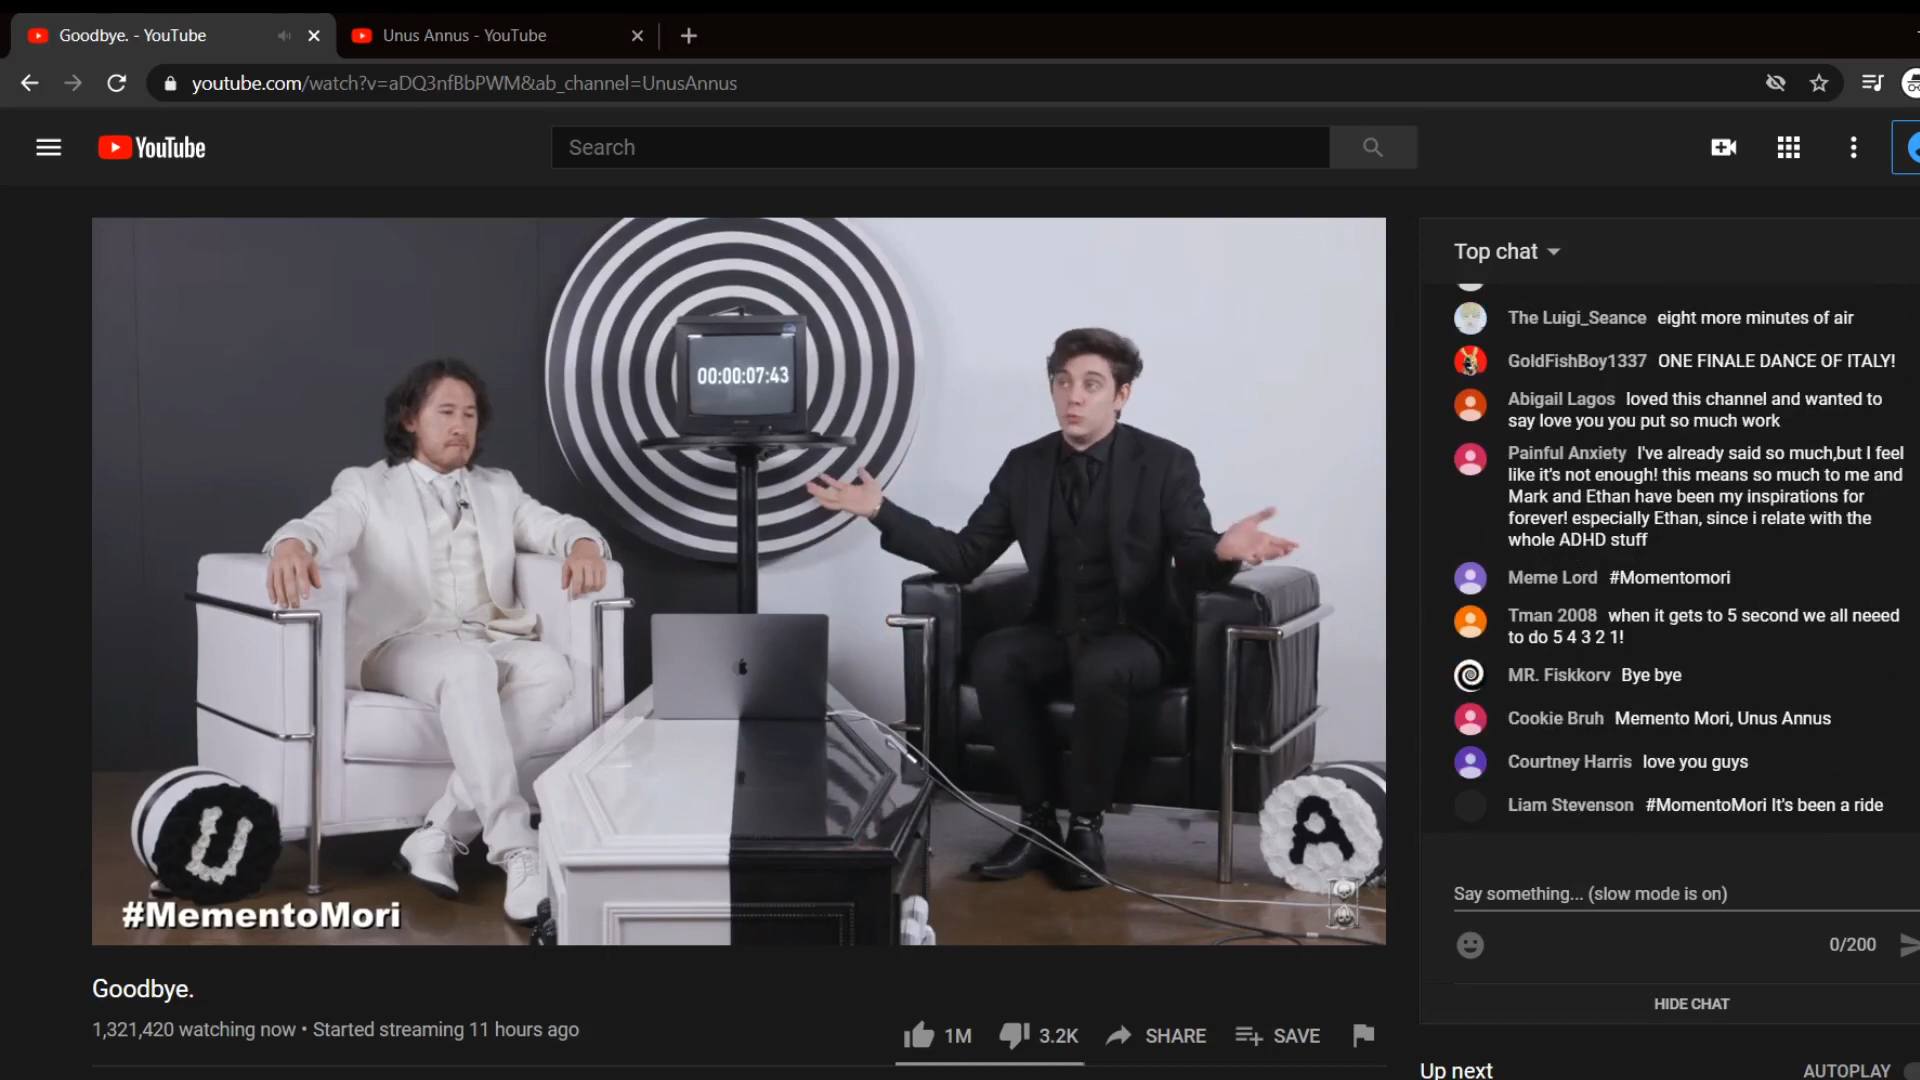 Goodbye. - YouTube
Unus Annus - YouTube
youtube.com/watch?v=aDQ3nfBbPWM&ab_channel=UnusAnnus
YouTube
Search
Top chat
The Luigi_Seance eight more minutes of air
GoldFishBoy1337 ONE FINALE DANCE OF ITALY!
Abigail Lagos loved this channel and wanted to
say love you you put so much work
Painful Anxiety I've already said so much,but I feel
like it's not enough! this means so much to me and
Mark and Ethan have been my inspirations for
forever! especially Ethan, since i relate with the
whole ADHD stuff
Meme Lord #Momentomori
Tman 2008 when it gets to 5 second we all neeed
to do 5 4 3 2 1!
MR. Fiskkorv Bye bye
Cookie Bruh Memento Mori, Unus Annus
Courtney Harris love you guys
Liam Stevenson #MomentoMori It's been a ride
Say something... (slow mode is on)
0/200
HIDE CHAT
00:00:07:43
U
A
#MementoMori
Goodbye.
1,321,420 watching now • Started streaming 11 hours ago
1M
3.2K
SHARE
SAVE
Up next
AUTOPLAY